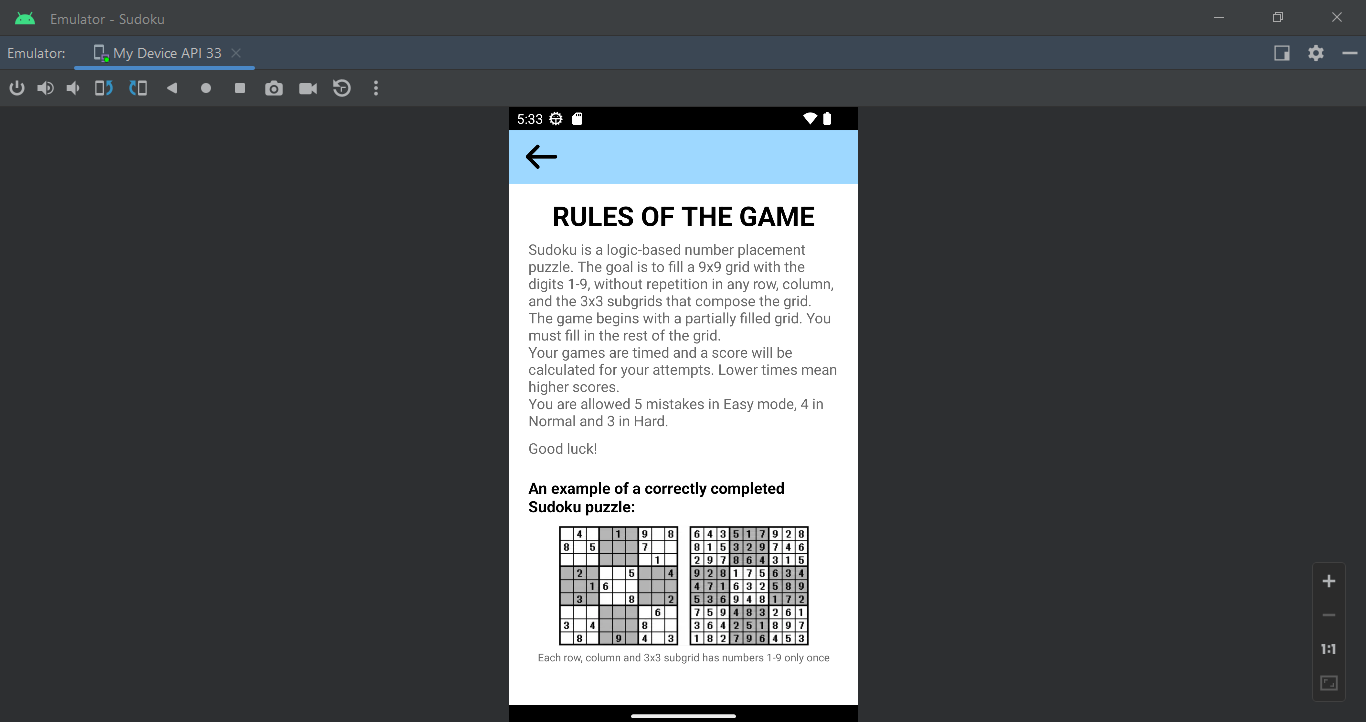 Emulator - Sudoku
Emulator: My Device API 33
5:33
RULES OF THE GAME
Sudoku is a logic-based number placement
puzzle. The goal is to fill a 9x9 grid with the
digits 1-9, without repetition in any row, column,
and the 3x3 subgrids that compose the grid.
The game begins with a partially filled grid. You
must fill in the rest of the grid.
Your games are timed and a score will be
calculated for your attempts. Lower times mean
higher scores.
You are allowed 5 mistakes in Easy mode, 4 in
Normal and 3 in Hard.
Good luck!
An example of a correctly completed
Sudoku puzzle:
4 1 9 8 6 4 3 5 1 7 9 2 8
8 5 7 8 1 5 3 2 9 7 4 6
1 2 9 7 8 6 4 3 1 5
2 5 4 9 2 8 1 7 5 6 3 4
1 6 4 7 1 6 3 2 5 8 9
3 8 2 5 3 6 9 4 8 1 7 2
6 7 5 9 4 8 3 2 6 1
3 4 8 3 6 4 2 5 1 8 9 7
8 9 4 3 1 8 2 7 9 6 4 5 3
Each row, column and 3x3 subgrid has numbers 1-9 only once
1:1